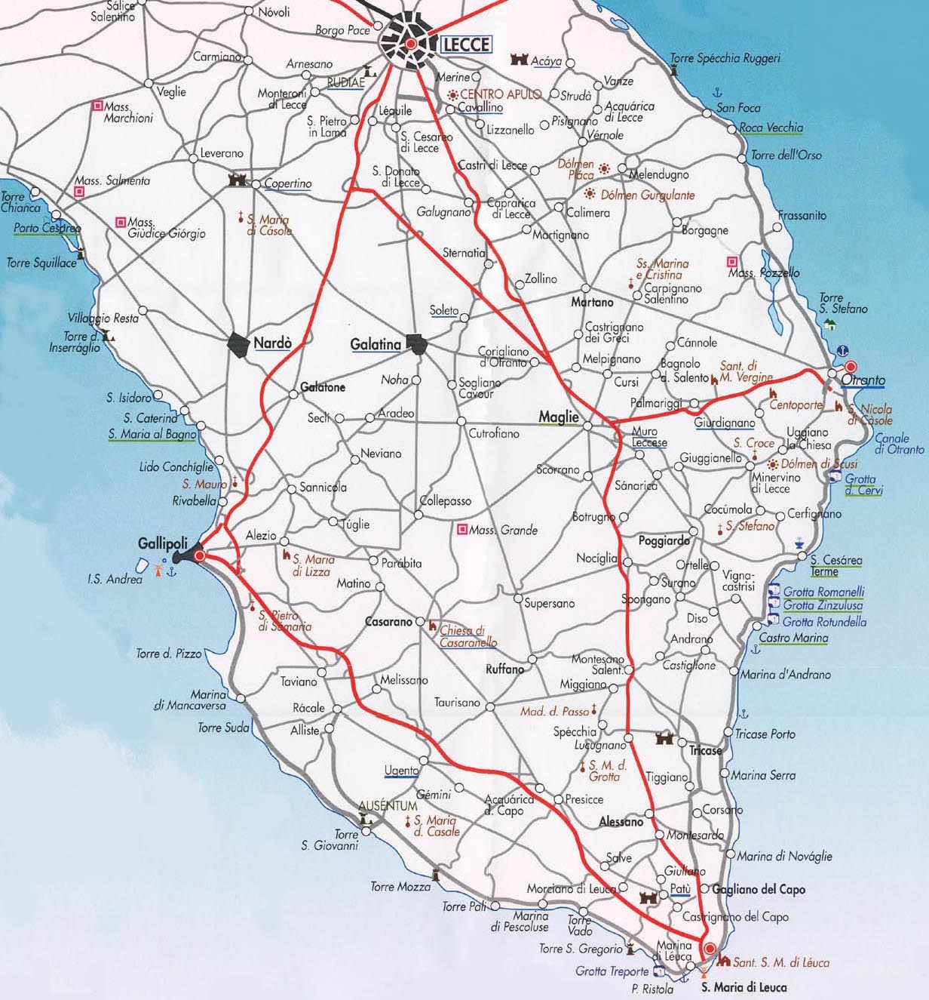 Sálice
Salentino
Nóvoli
Borgo Pace
LECCE
Torre Spécchia Ruggeri
Carmiano
Arnesano
Acáya
RUDIAE
Merine
Vanze
Veglie
Monteroni
di Lecce
CENTRO APULO
Strudà
Mass.
Marchioni
Léquile
Cavallino
Acquárica
di Lecce
San Foca
S. Pietro
in Lama
Lizzanello
Pisignano
Roca Vecchia
S. Cesareo
di Lecce
Vérnole
Leverano
Torre dell'Orso
S. Donato
di Lecce
Castri di Lecce
Dólmen
Placa
Melendugno
Mass. Salmenta
Copertino
Torre
Chianca
Dólmen Gurgulante
Galugnano
Caprarica
di Lecce
Calimera
Frassanito
Porto Cesareo
Mass.
Giudice Giórgio
S. Maria
di Cásole
Borgagne
Martignano
Sternatia
Torre Squillace
Ss. Marina
e Cristina
Mass. Pozzello
Zollino
Carpignano
Salentino
Martano
Torre
S. Stefano
Villaggio Resta
Soleto
Torre d.
Inserráglio
Nardò
Galatina
Castrignano
dei Greci
Cánnole
Corigliano
d'Otranto
Melpignano
Bagnolo
d. Salento
Sant. di
M. Vergine
Noha
Sogliano
Cavour
Cursi
Otranto
Galatone
S. Isidoro
Palmariggi
Centoporte
S. Nicola
di Cásole
S. Caterina
Seclì
Aradeo
Maglie
Giurdignano
S. Maria al Bagno
Cutrofiano
Muro
Leccese
Uggiano
la Chiesa
Canale
di Otranto
S. Croce
Neviano
Giuggianello
Lido Conchíglie
Scorrano
Dólmen di Scusi
S. Mauro
Sannicola
Sánarica
Minervino
di Lecce
Grotta
d. Cervi
Rivabella
Collepasso
Cocúmola
Botrugno
Cerfignano
Túglie
Mass. Grande
S. Stefano
Alezio
Poggiardo
Gallipoli
S. Maria
di Lizza
Parábita
Nocíglia
Ortelle
S. Cesárea
Terme
I.S. Andrea
Matino
Surano
Vigna-
castrisi
Grotta Romanelli
Supersano
Spongano
Grotta Zinzulusa
S. Pietro
di Sámaria
Casarano
Chiesa di
Casaranello
Diso
Grotta Rotundella
Andrano
Castro Marina
Torre d. Pizzo
Ruffano
Montesano
Salent.
Castiglione
Taviano
Melissano
Miggiano
Marina d'Andrano
Marina
di Mancaversa
Rácale
Taurisano
Mad. d. Passo
Torre Suda
Alliste
Spécchia
Lucugnano
Tricase Porto
Tricase
Ugento
S. M. d.
Grotta
Tiggiano
Marina Serra
Gémini
Acquárica
d. Capo
Presicce
AUSÉNTUM
Corsano
S. Maria
d. Casale
Alessano
Torre
S. Giovanni
Montesardo
Salve
Marina di Nováglie
Giuliano
Torre Mozza
Morciano di Leuca
Patù
Gagliano del Capo
Torre Pali
Marina
di Pescoluse
Torre
Vado
Castrignano del Capo
Torre S. Gregorio
Marina
di Léuca
Sant. S. M. di Léuca
Grotta Treporte
P. Ristola
S. Maria di Leuca